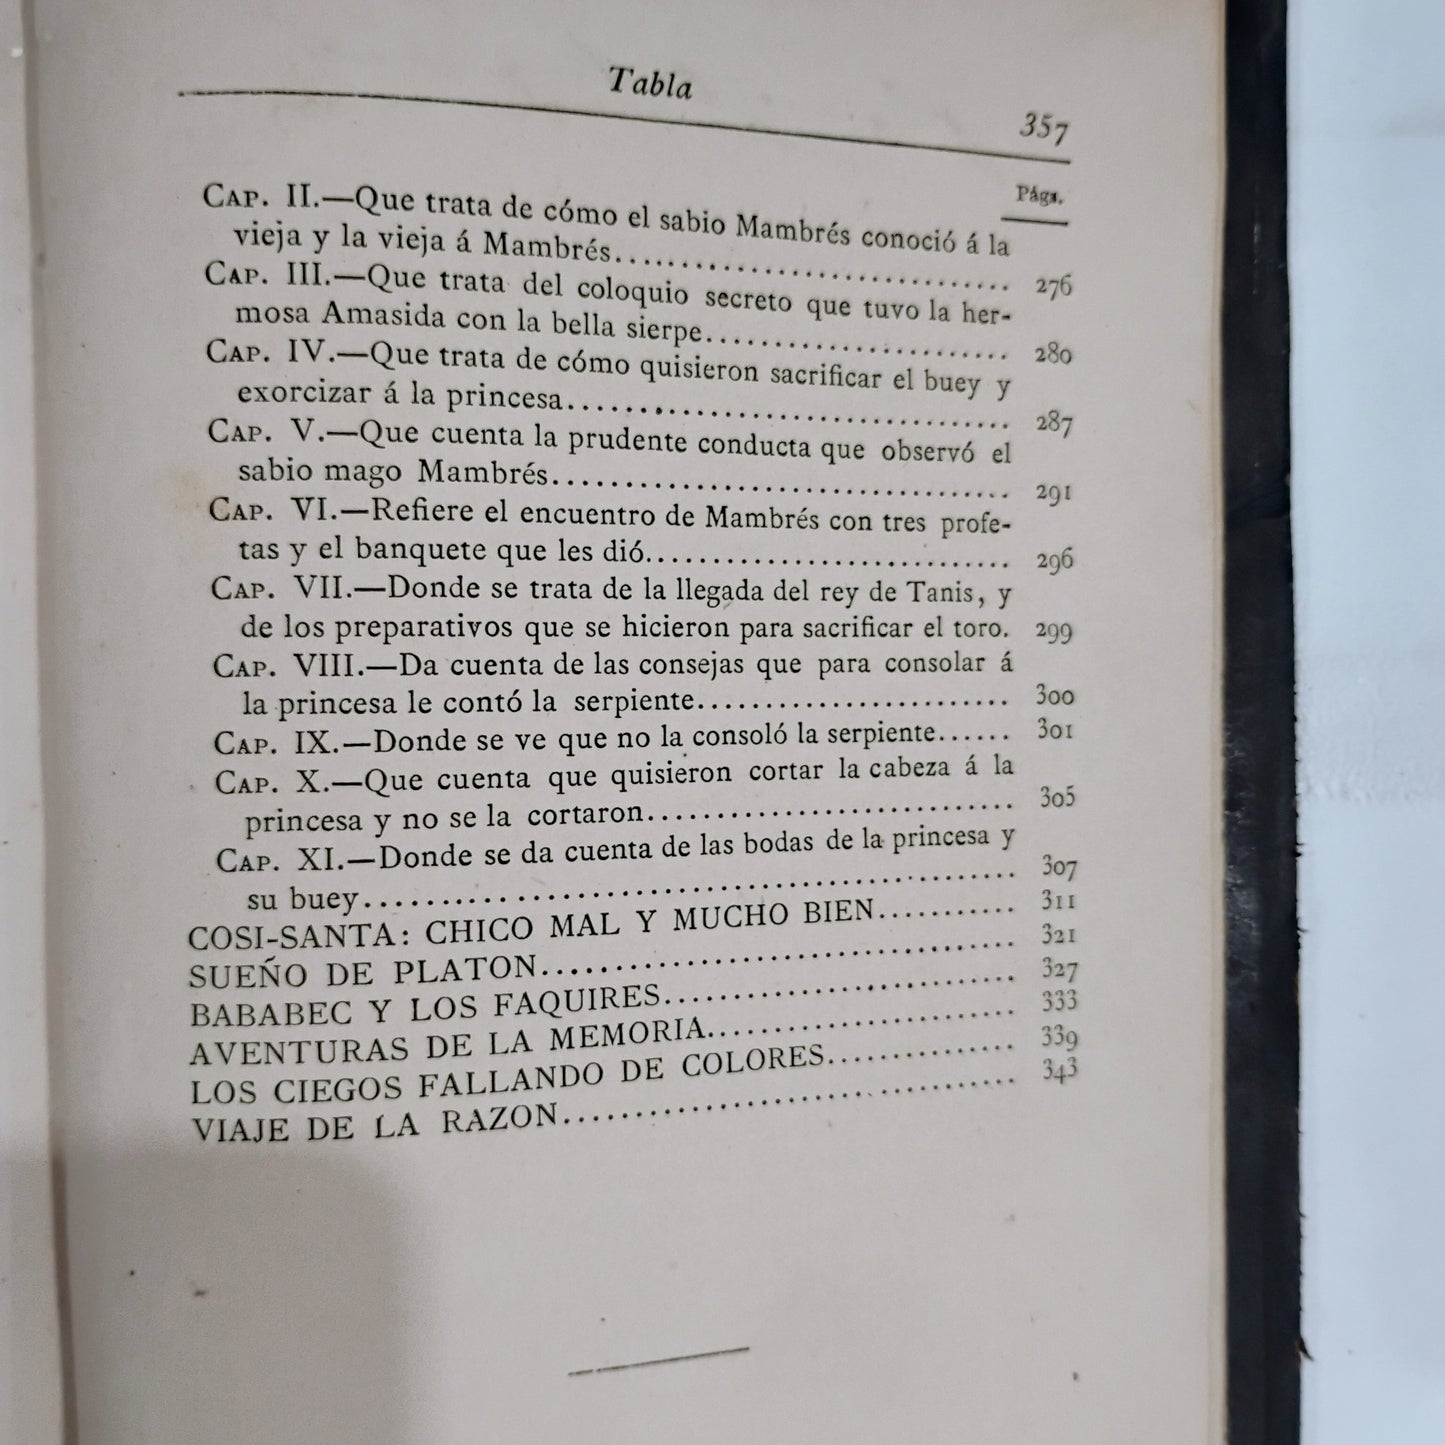 Tabla
357
Págs.
CAP. II.—Que trata de cómo el sabio Mambrés conoció á la
vieja y la vieja á Mambrés.............................. 276
CAP. III.—Que trata del coloquio secreto que tuvo la her-
mosa Amasida con la bella sierpe....................... 280
CAP. IV.—Que trata de cómo quisieron sacrificar el buey y
exorcizar á la princesa................................. 287
CAP. V.—Que cuenta la prudente conducta que observó el
sabio mago Mambrés.................................. 291
CAP. VI.—Refiere el encuentro de Mambrés con tres profe-
tas y el banquete que les dió........................... 296
CAP. VII.—Donde se trata de la llegada del rey de Tanis, y
de los preparativos que se hicieron para sacrificar el toro. 299
CAP. VIII.—Da cuenta de las consejas que para consolar á
la princesa le contó la serpiente........................ 300
CAP. IX.—Donde se ve que no la consoló la serpiente...... 301
CAP. X.—Que cuenta que quisieron cortar la cabeza á la
princesa y no se la cortaron........................... 305
CAP. XI.—Donde se da cuenta de las bodas de la princesa y
su buey............................................... 307
COSI-SANTA: CHICO MAL Y MUCHO BIEN........... 311
SUEÑO DE PLATON.................................. 321
BABABEC Y LOS FAQUIRES.......................... 327
AVENTURAS DE LA MEMORIA....................... 333
LOS CIEGOS FALLANDO DE COLORES............... 339
VIAJE DE LA RAZON................................. 343